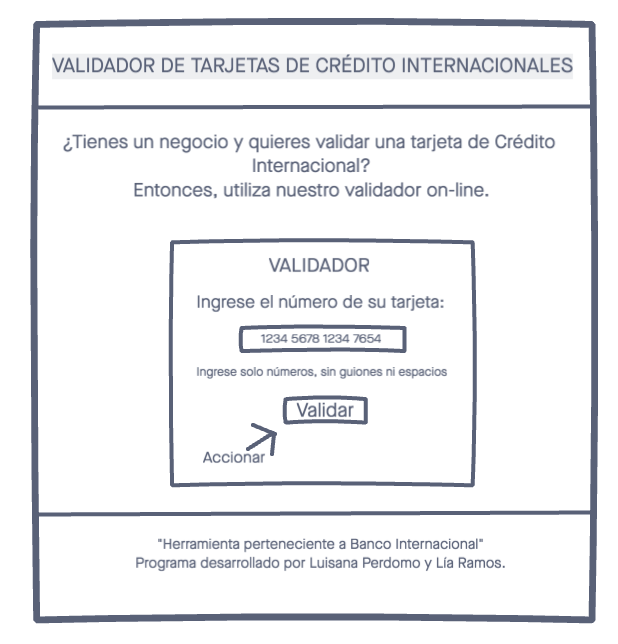 VALIDADOR DE TARJETAS DE CRÉDITO INTERNACIONALES
¿Tienes un negocio y quieres validar una tarjeta de Crédito
Internacional?
Entonces, utiliza nuestro validador on-line.
VALIDADOR
Ingrese el número de su tarjeta:
1234 5678 1234 7654
Ingrese solo números, sin guiones ni espacios
Validar
Accionar
"Herramienta perteneciente a Banco Internacional"
Programa desarrollado por Luisana Perdomo y Lía Ramos.